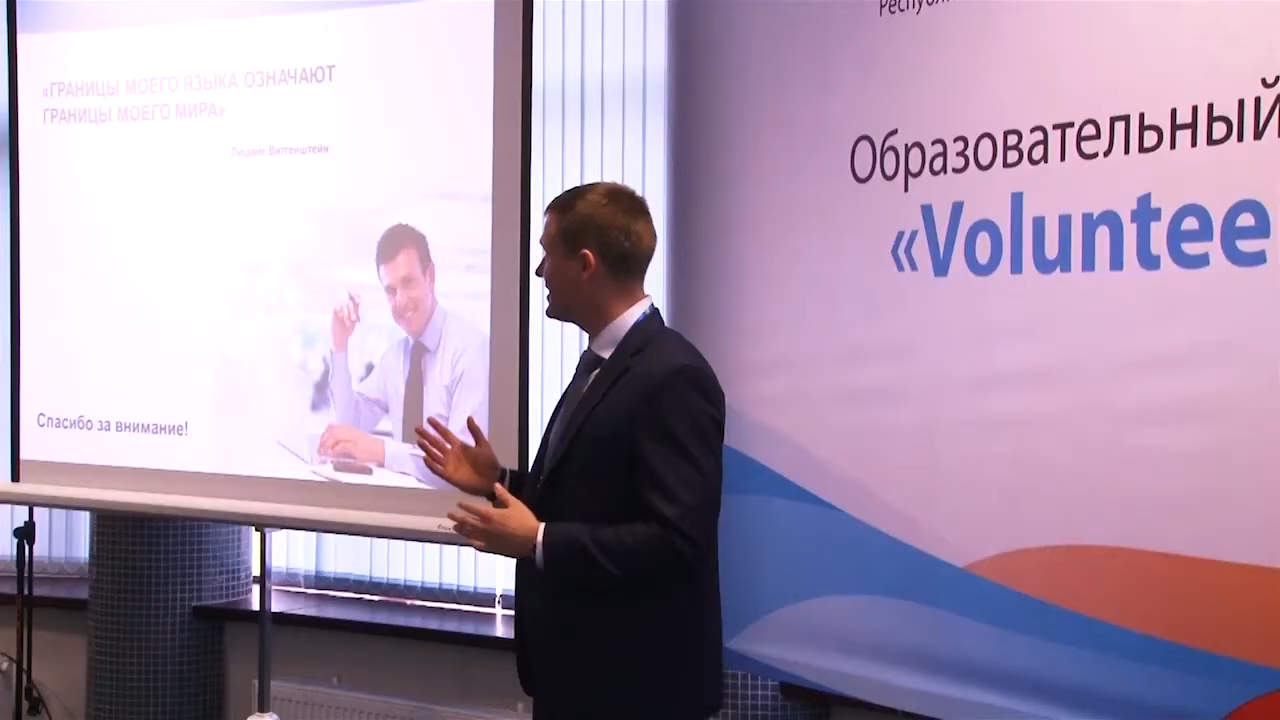 «ГРАНИЦЫ МОЕГО ЯЗЫКА ОЗНАЧАЮТ
ГРАНИЦЫ МОЕГО МИРА»
Людвиг Витгенштейн
Спасибо за внимание!
Образовательный
«Voluntee